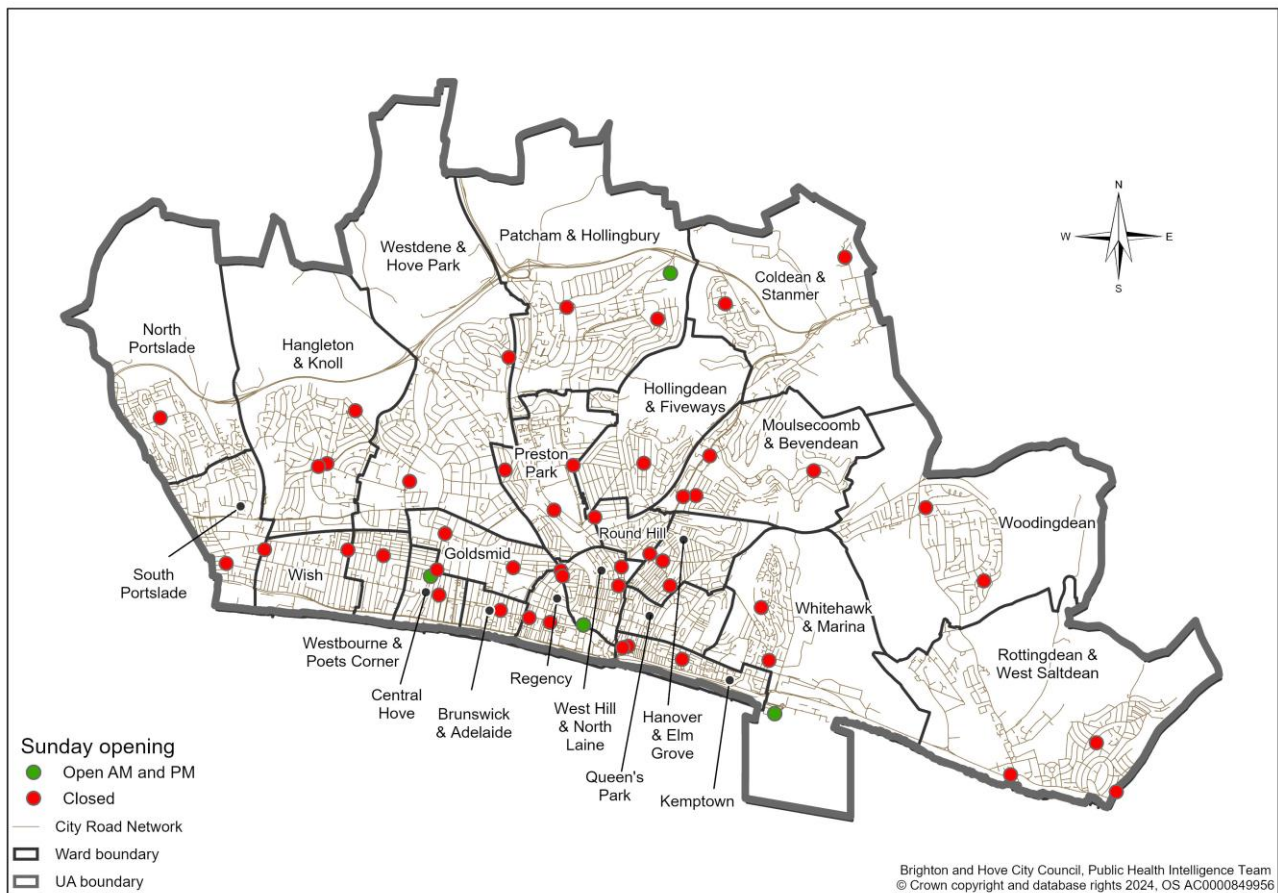 Patcham & Hollingbury
Westdene &
Hove Park
Coldean &
Stanmer
North
Portslade
Hangleton
& Knoll
Hollingdean
& Fiveways
Moulsecoomb
& Bevendean
Preston
Park
Woodingdean
Round Hill
Goldsmid
South
Portslade
Wish
Whitehawk
& Marina
Westbourne &
Poets Corner
Rottingdean &
West Saltdean
Regency
Central
Hove
Brunswick
& Adelaide
West Hill
& North
Laine
Hanover
& Elm
Grove
Queen's
Park
Kemptown
N
W
E
S
Sunday opening
Open AM and PM
Closed
City Road Network
Ward boundary
UA boundary
Brighton and Hove City Council, Public Health Intelligence Team
© Crown copyright and database rights 2024, OS AC0000849956